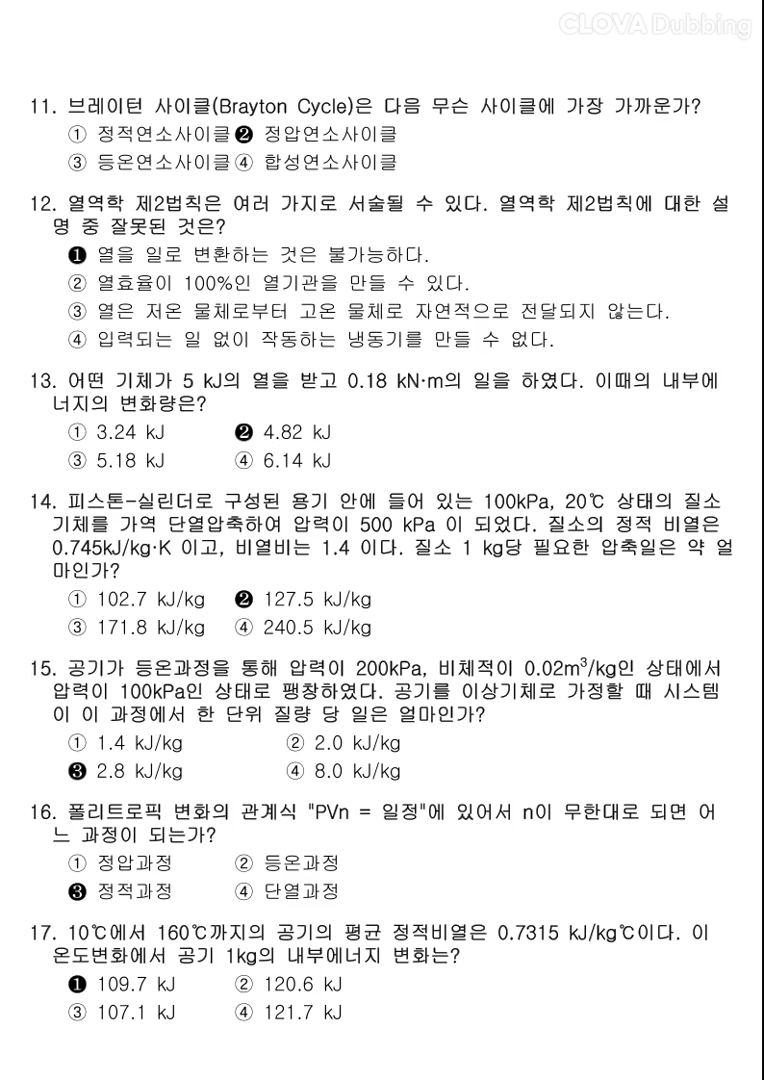 CLOVA Dubbing
11. 브레이턴 사이클(Brayton Cycle)은 다음 무슨 사이클에 가장 가까운가?
① 정적연소사이클❷ 정압연소사이클
③ 등온연소사이클④ 합성연소사이클
12. 열역학 제2법칙은 여러 가지로 서술될 수 있다. 열역학 제2법칙에 대한 설
명 중 잘못된 것은?
❶ 열을 일로 변환하는 것은 불가능하다.
② 열효율이 100%인 열기관을 만들 수 있다.
③ 열은 저온 물체로부터 고온 물체로 자연적으로 전달되지 않는다.
④ 입력되는 일 없이 작동하는 냉동기를 만들 수 없다.
13. 어떤 기체가 5 kJ의 열을 받고 0.18 kN·m의 일을 하였다. 이때의 내부에
너지의 변화량은?
① 3.24 kJ ❷ 4.82 kJ
③ 5.18 kJ ④ 6.14 kJ
14. 피스톤-실린더로 구성된 용기 안에 들어 있는 100kPa, 20℃ 상태의 질소
기체를 가역 단열압축하여 압력이 500 kPa 이 되었다. 질소의 정적 비열은
0.745kJ/kg·K 이고, 비열비는 1.4 이다. 질소 1 kg당 필요한 압축일은 약 얼
마인가?
① 102.7 kJ/kg ❷ 127.5 kJ/kg
③ 171.8 kJ/kg ④ 240.5 kJ/kg
15. 공기가 등온과정을 통해 압력이 200kPa, 비체적이 0.02m³/kg인 상태에서
압력이 100kPa인 상태로 팽창하였다. 공기를 이상기체로 가정할 때 시스템
이 이 과정에서 한 단위 질량 당 일은 얼마인가?
① 1.4 kJ/kg ② 2.0 kJ/kg
❸ 2.8 kJ/kg ④ 8.0 kJ/kg
16. 폴리트로픽 변화의 관계식 "PVn = 일정"에 있어서 n이 무한대로 되면 어
느 과정이 되는가?
① 정압과정 ② 등온과정
❸ 정적과정 ④ 단열과정
17. 10℃에서 160℃까지의 공기의 평균 정적비열은 0.7315 kJ/kg℃이다. 이
온도변화에서 공기 1kg의 내부에너지 변화는?
❶ 109.7 kJ ② 120.6 kJ
③ 107.1 kJ ④ 121.7 kJ